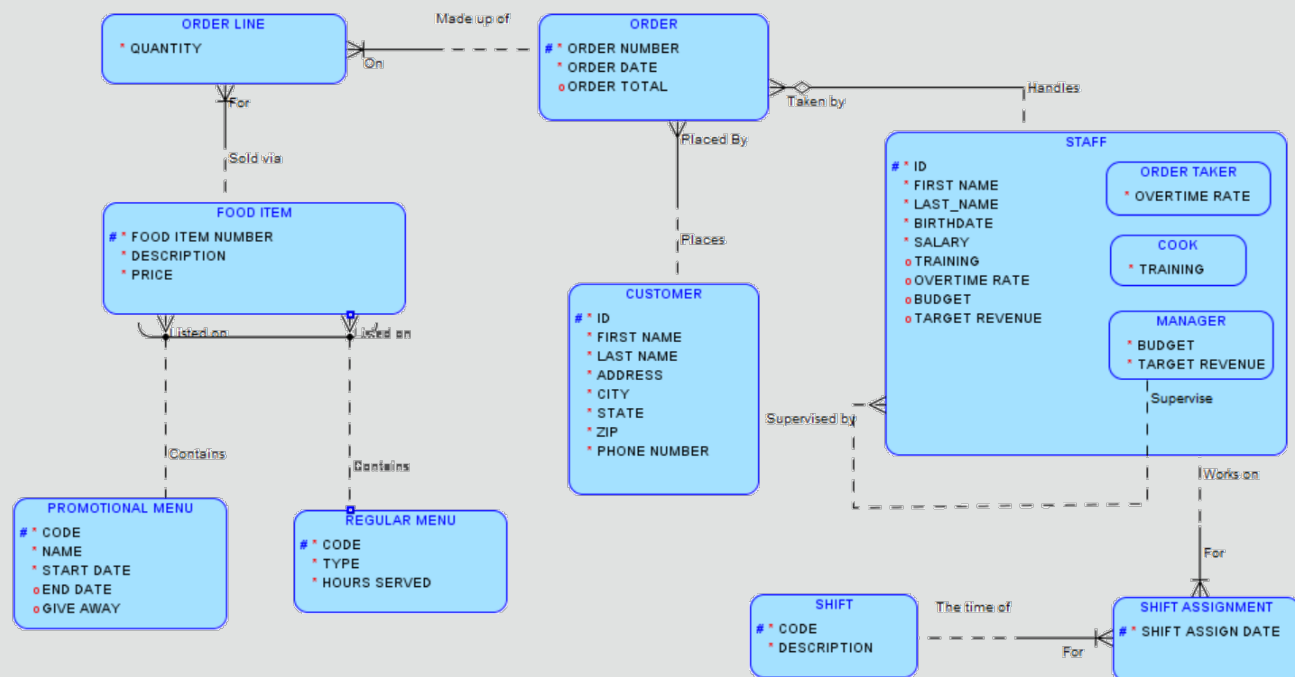 ORDER LINE
* QUANTITY
Made up of
On
ORDER
# * ORDER NUMBER
* ORDER DATE
o ORDER TOTAL
Taken by
Handles
For
Sold via
Placed By
Places
STAFF
# * ID
* FIRST NAME
* LAST_NAME
* BIRTHDATE
* SALARY
o TRAINING
o OVERTIME RATE
o BUDGET
o TARGET REVENUE
ORDER TAKER
* OVERTIME RATE
COOK
* TRAINING
MANAGER
* BUDGET
* TARGET REVENUE
Supervise
Supervised by
FOOD ITEM
# * FOOD ITEM NUMBER
* DESCRIPTION
* PRICE
Listed on
Listed on
CUSTOMER
# * ID
* FIRST NAME
* LAST NAME
* ADDRESS
* CITY
* STATE
* ZIP
* PHONE NUMBER
Contains
Contains
Works on
For
PROMOTIONAL MENU
# * CODE
* NAME
* START DATE
o END DATE
o GIVE AWAY
REGULAR MENU
# * CODE
* TYPE
* HOURS SERVED
SHIFT
# * CODE
* DESCRIPTION
The time of
For
SHIFT ASSIGNMENT
# * SHIFT ASSIGN DATE